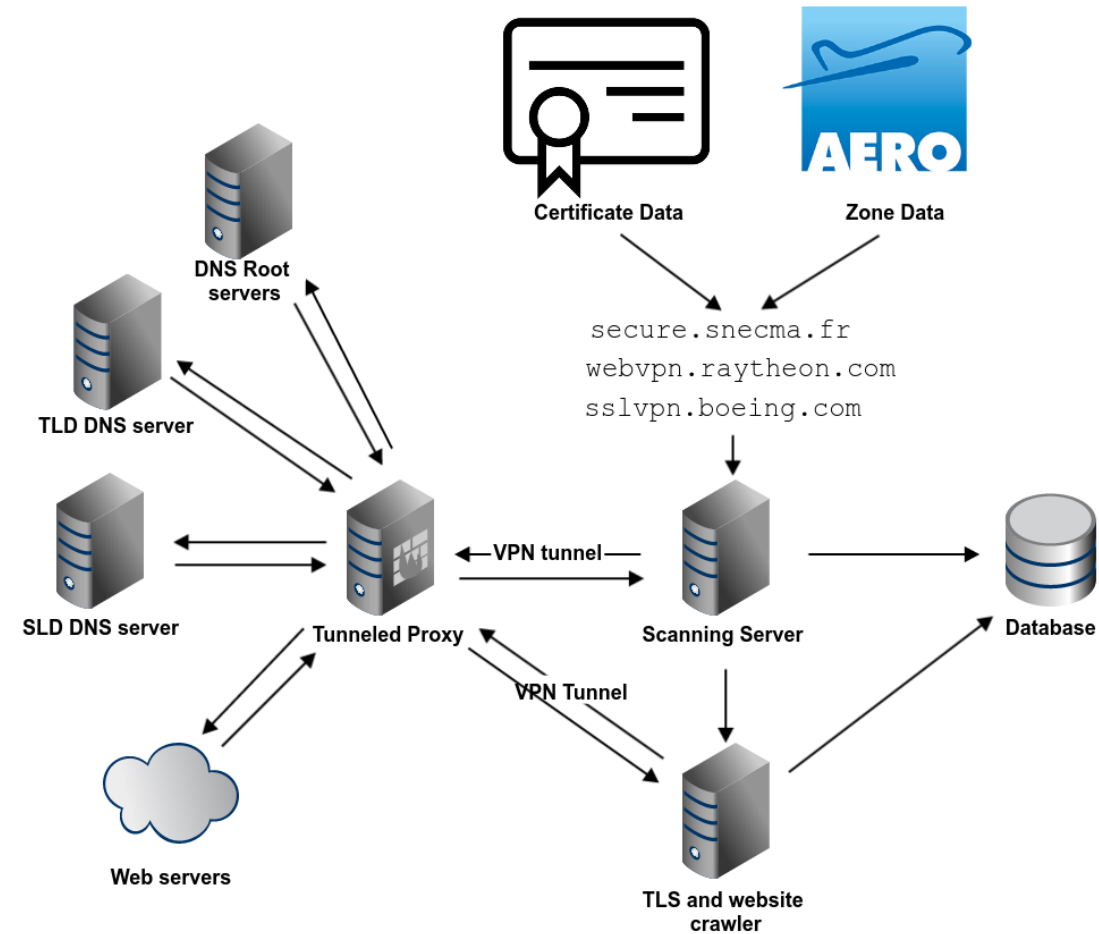 AERO
Certificate Data
Zone Data
DNS Root
servers
secure.snecma.fr
webvpn.raytheon.com
sslvpn.boeing.com
TLD DNS server
VPN tunnel
SLD DNS server
Tunneled Proxy
Scanning Server
Database
VPN Tunnel
Web servers
TLS and website
crawler